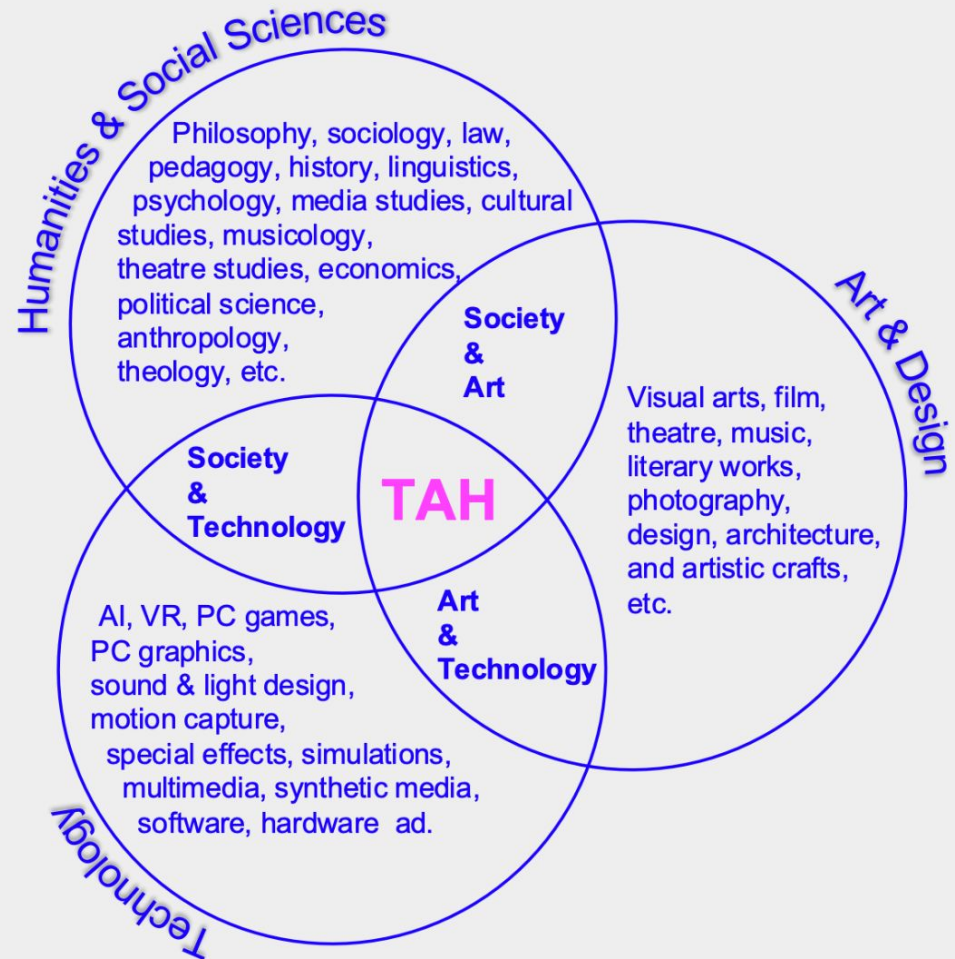 Humanities & Social Sciences
Philosophy, sociology, law,
pedagogy, history, linguistics,
psychology, media studies, cultural
studies, musicology,
theatre studies, economics,
political science,
anthropology,
theology, etc.
Society
&
Art
Art & Design
Visual arts, film,
theatre, music,
literary works,
photography,
design, architecture,
and artistic crafts,
etc.
Society
&
Technology
TAH
Art
&
Technology
AI, VR, PC games,
PC graphics,
sound & light design,
motion capture,
special effects, simulations,
multimedia, synthetic media,
software, hardware ad.
Technology